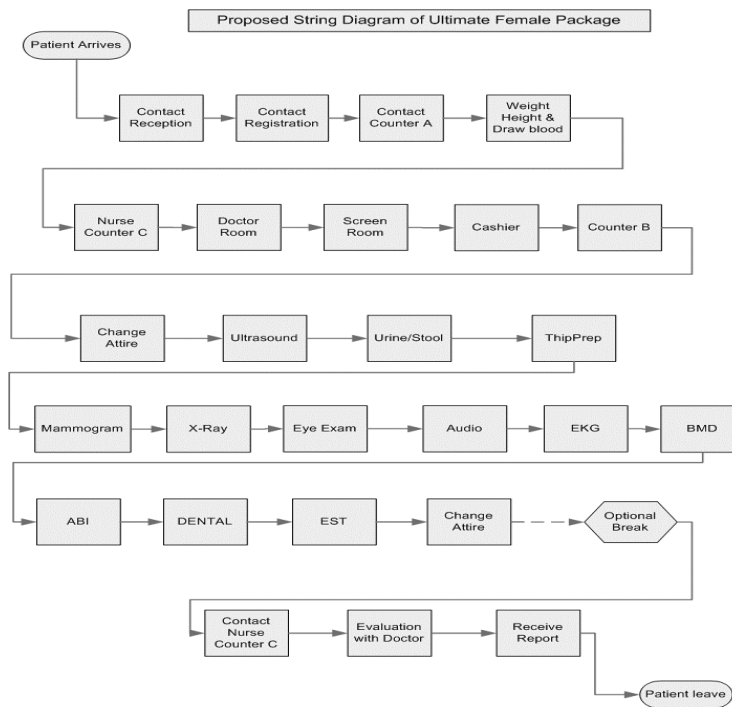 Proposed String Diagram of Ultimate Female Package
Patient Arrives
Contact
Reception
Contact
Registration
Contact
Counter A
Weight
Height &
Draw blood
Nurse
Counter C
Doctor
Room
Screen
Room
Cashier
Counter B
Change
Attire
Ultrasound
Urine/Stool
ThipPrep
Mammogram
X-Ray
Eye Exam
Audio
EKG
BMD
ABI
DENTAL
EST
Change
Attire
Optional
Break
Contact
Nurse
Counter C
Evaluation
with Doctor
Receive
Report
Patient leave